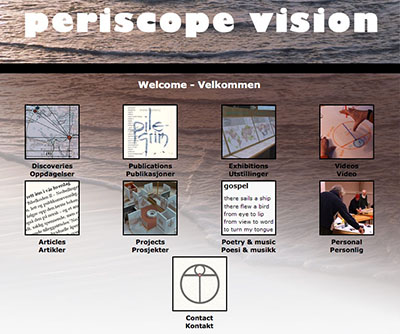 periscope vision
Welcome - Velkommen
pile
grim
Discoveries
Oppdagelser
Publications
Publikasjoner
Exhibitions
Utstillinger
Videos
Video
gospel
there sails a ship
there flew a bird
from eye to lip
from view to word
to turn my tongue
Articles
Artikler
Projects
Prosjekter
Poetry & music
Poesi & musikk
Personal
Personlig
Contact
Kontakt